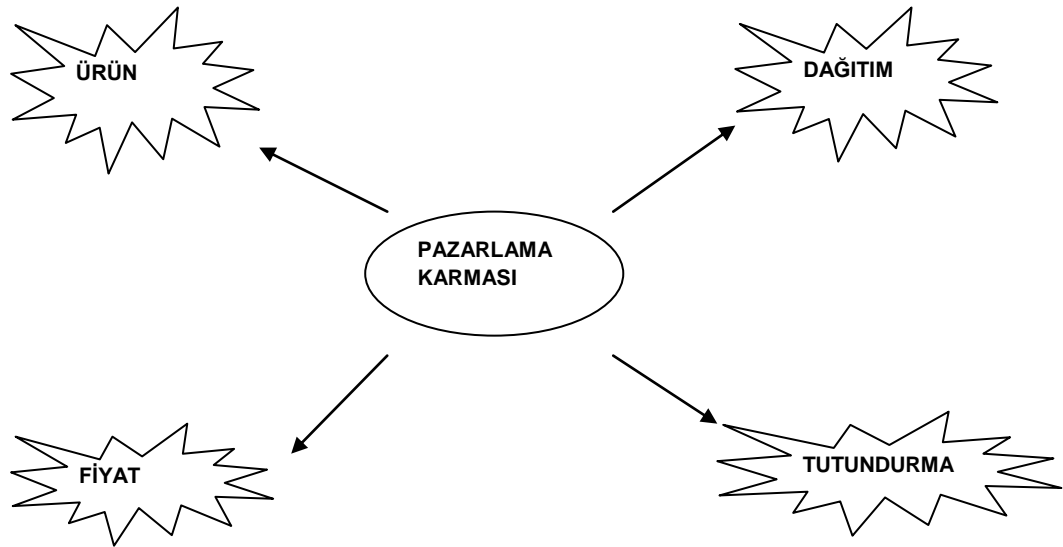 ÜRÜN
DAĞITIM
PAZARLAMA
KARMASI
FİYAT
TUTUNDURMA